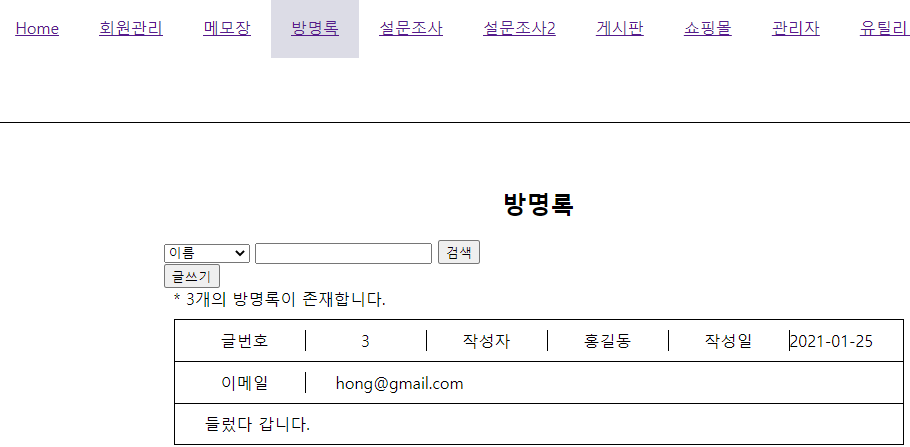 Home 회원관리 메모장 방명록 설문조사 설문조사2 게시판 쇼핑몰 관리자 유틸리
방명록
이름 검색
글쓰기
* 3개의 방명록이 존재합니다.
글번호 3 작성자 홍길동 작성일 2021-01-25
이메일 hong@gmail.com
들렀다 갑니다.